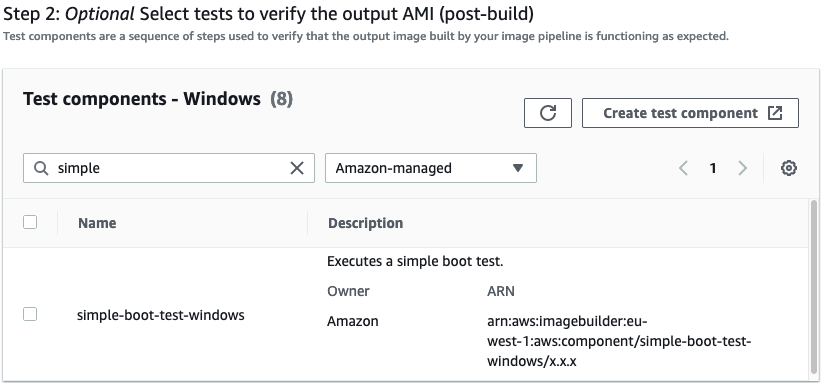 Step 2: Optional Select tests to verify the output AMI (post-build)
Test components are a sequence of steps used to verify that the output image built by your image pipeline is functioning as expected.
Test components - Windows (8)
Create test component
simple
Amazon-managed
1
Name
Description
Executes a simple boot test.
Owner
ARN
simple-boot-test-windows
Amazon
arn:aws:imagebuilder:eu-
west-1:aws:component/simple-boot-test-
windows/x.x.x